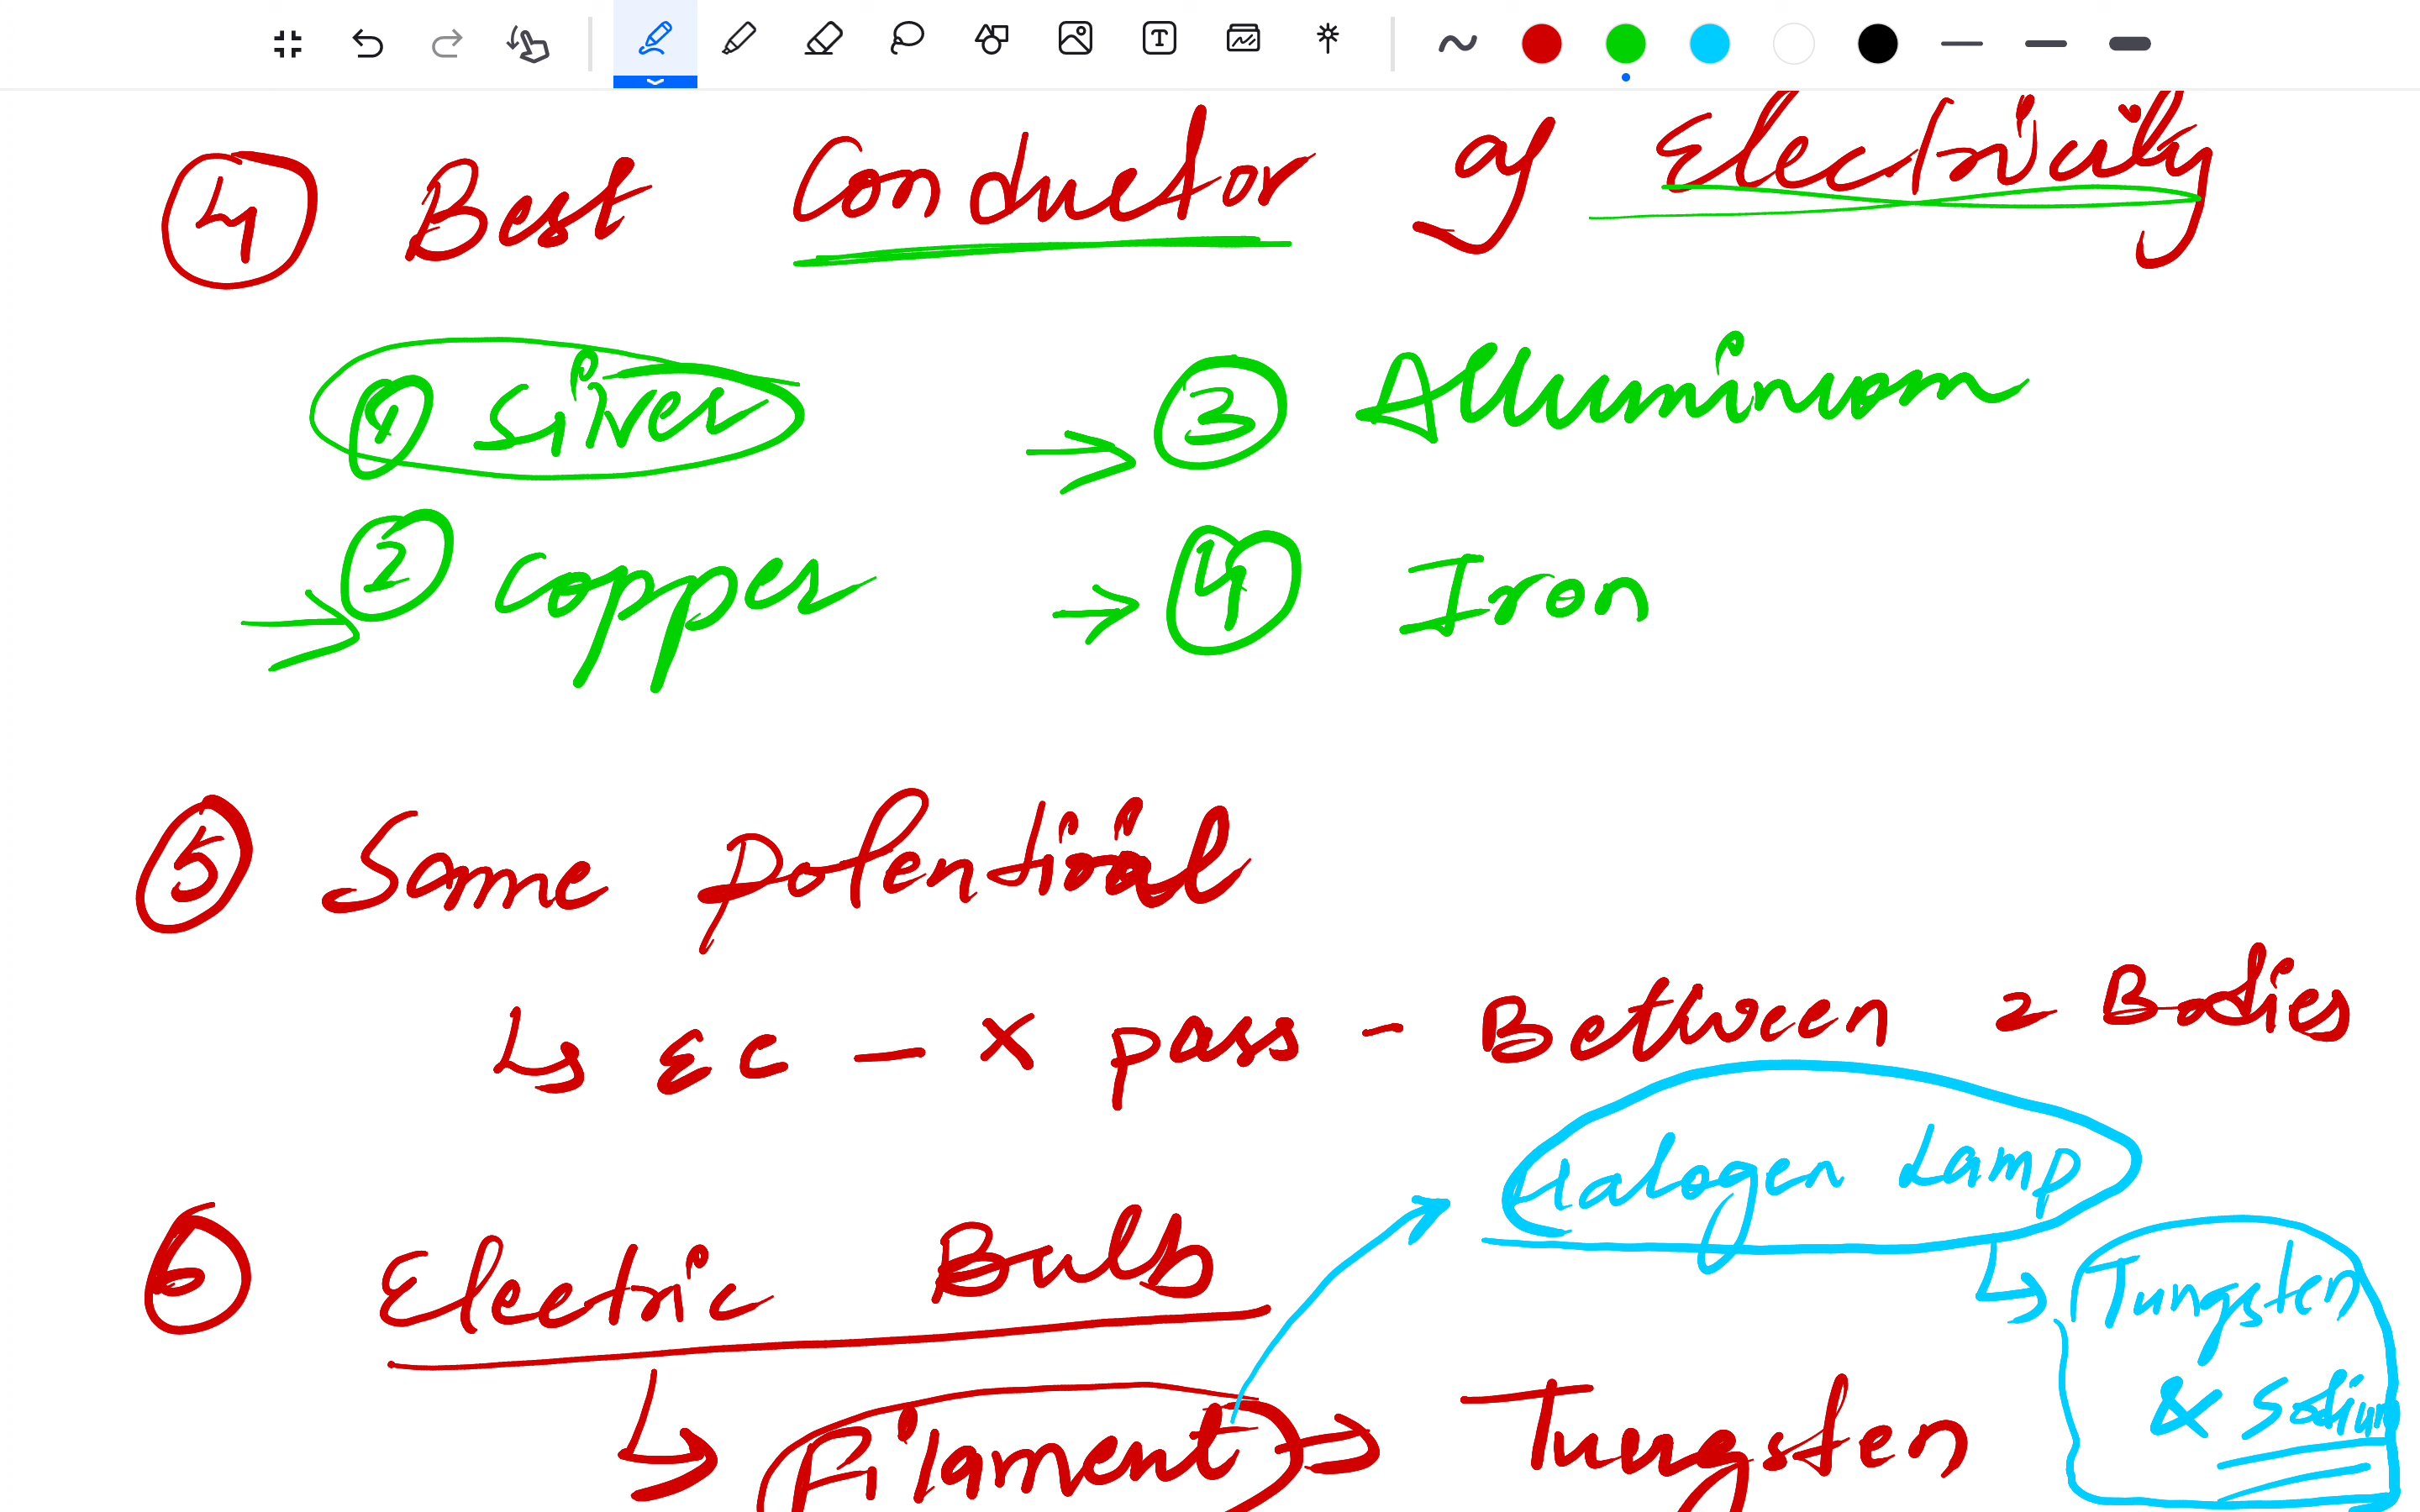 4 Best Conductor of Electricity
1 Silver
3 Alluminum
2 Copper
4 Iron
5 Same potential
EC - × pass - Between 2 Bodies
Halogen Lamp
6 Electric Bulb
Tungsten
& Sodium
Filament → Tungsten